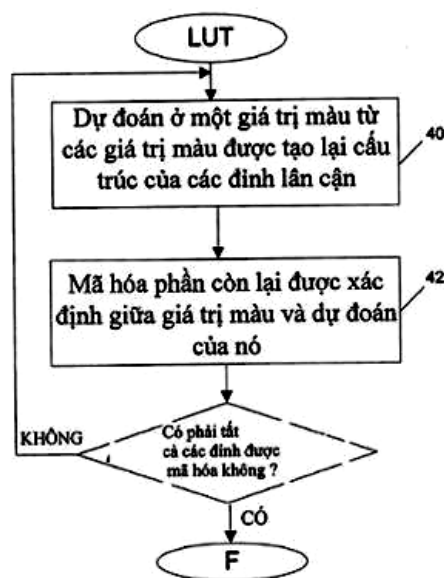 LUT
Dự đoán ở một giá trị màu từ
các giá trị màu được tạo lại cấu
trúc của các đỉnh lân cận
40
Mã hóa phần còn lại được xác
định giữa giá trị màu và dự đoán
của nó
42
Có phải tất
cả các đỉnh được
mã hóa không ?
KHÔNG
CÓ
F